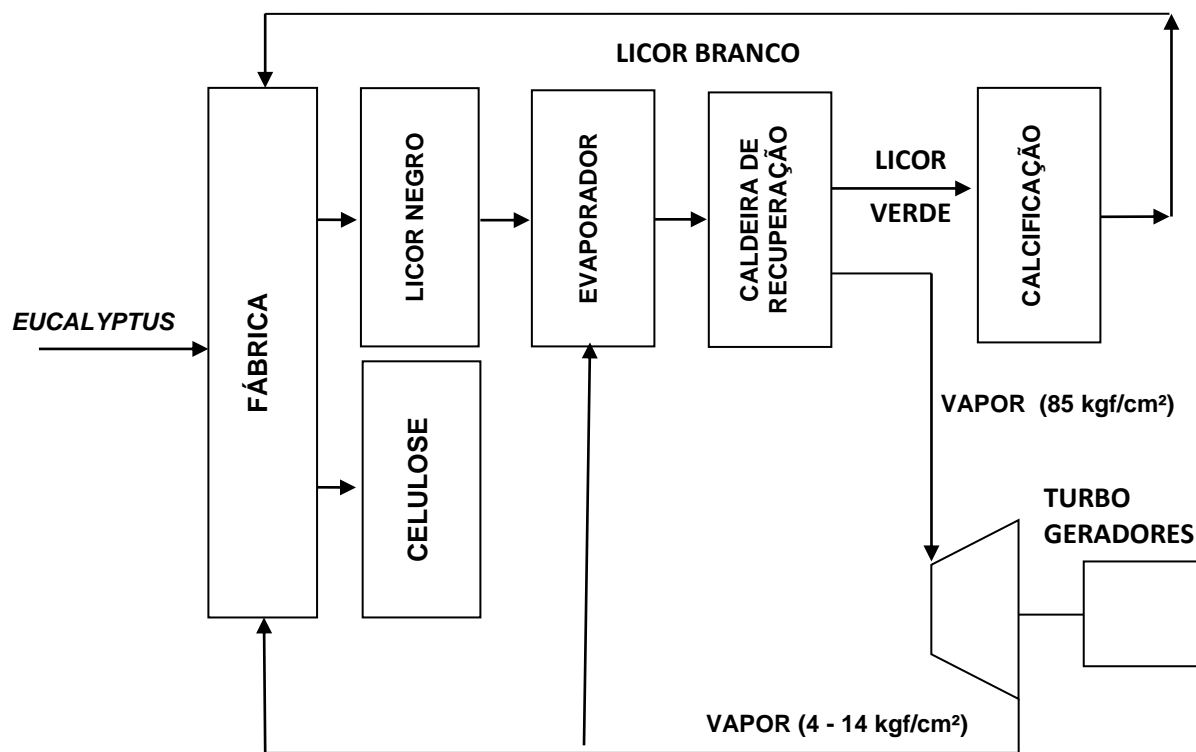 LICOR BRANCO
EUCALYPTUS
FÁBRICA
LICOR NEGRO
CELULOSE
EVAPORADOR
CALDEIRA DE
RECUPERAÇÃO
LICOR
VERDE
CALCIFICAÇÃO
VAPOR (85 kgf/cm²)
TURBO
GERADORES
VAPOR (4 - 14 kgf/cm²)